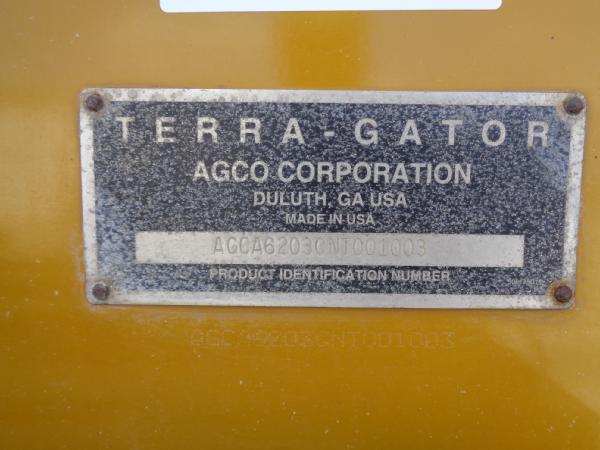 TERRA-GATOR
AGCO CORPORATION
DULUTH, GA USA
MADE IN USA
AGCA6203CNT001003
PRODUCT IDENTIFICATION NUMBER